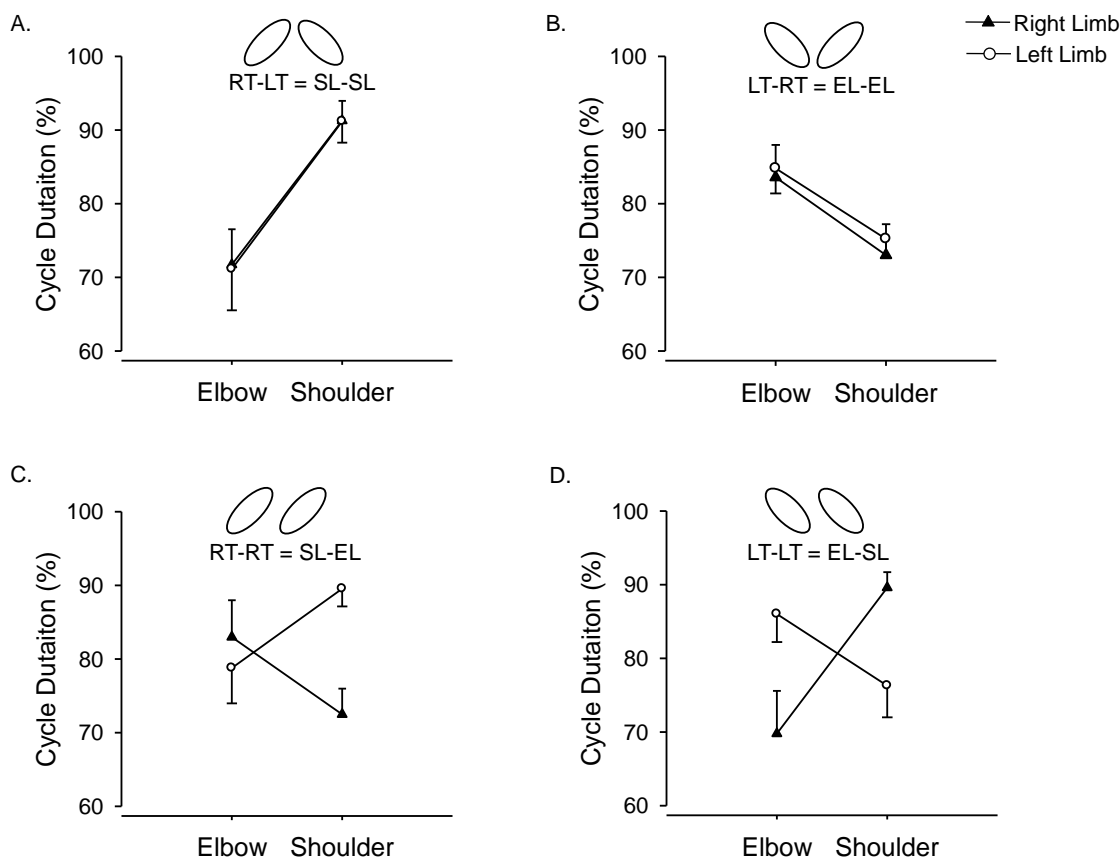 A.
RT-LT = SL-SL
Cycle Dutaiton (%)
100
90
80
70
60
Elbow Shoulder
B.
LT-RT = EL-EL
Cycle Dutaiton (%)
100
90
80
70
60
Elbow Shoulder
Right Limb
Left Limb
C.
RT-RT = SL-EL
Cycle Dutaiton (%)
100
90
80
70
60
Elbow Shoulder
D.
LT-LT = EL-SL
Cycle Dutaiton (%)
100
90
80
70
60
Elbow Shoulder